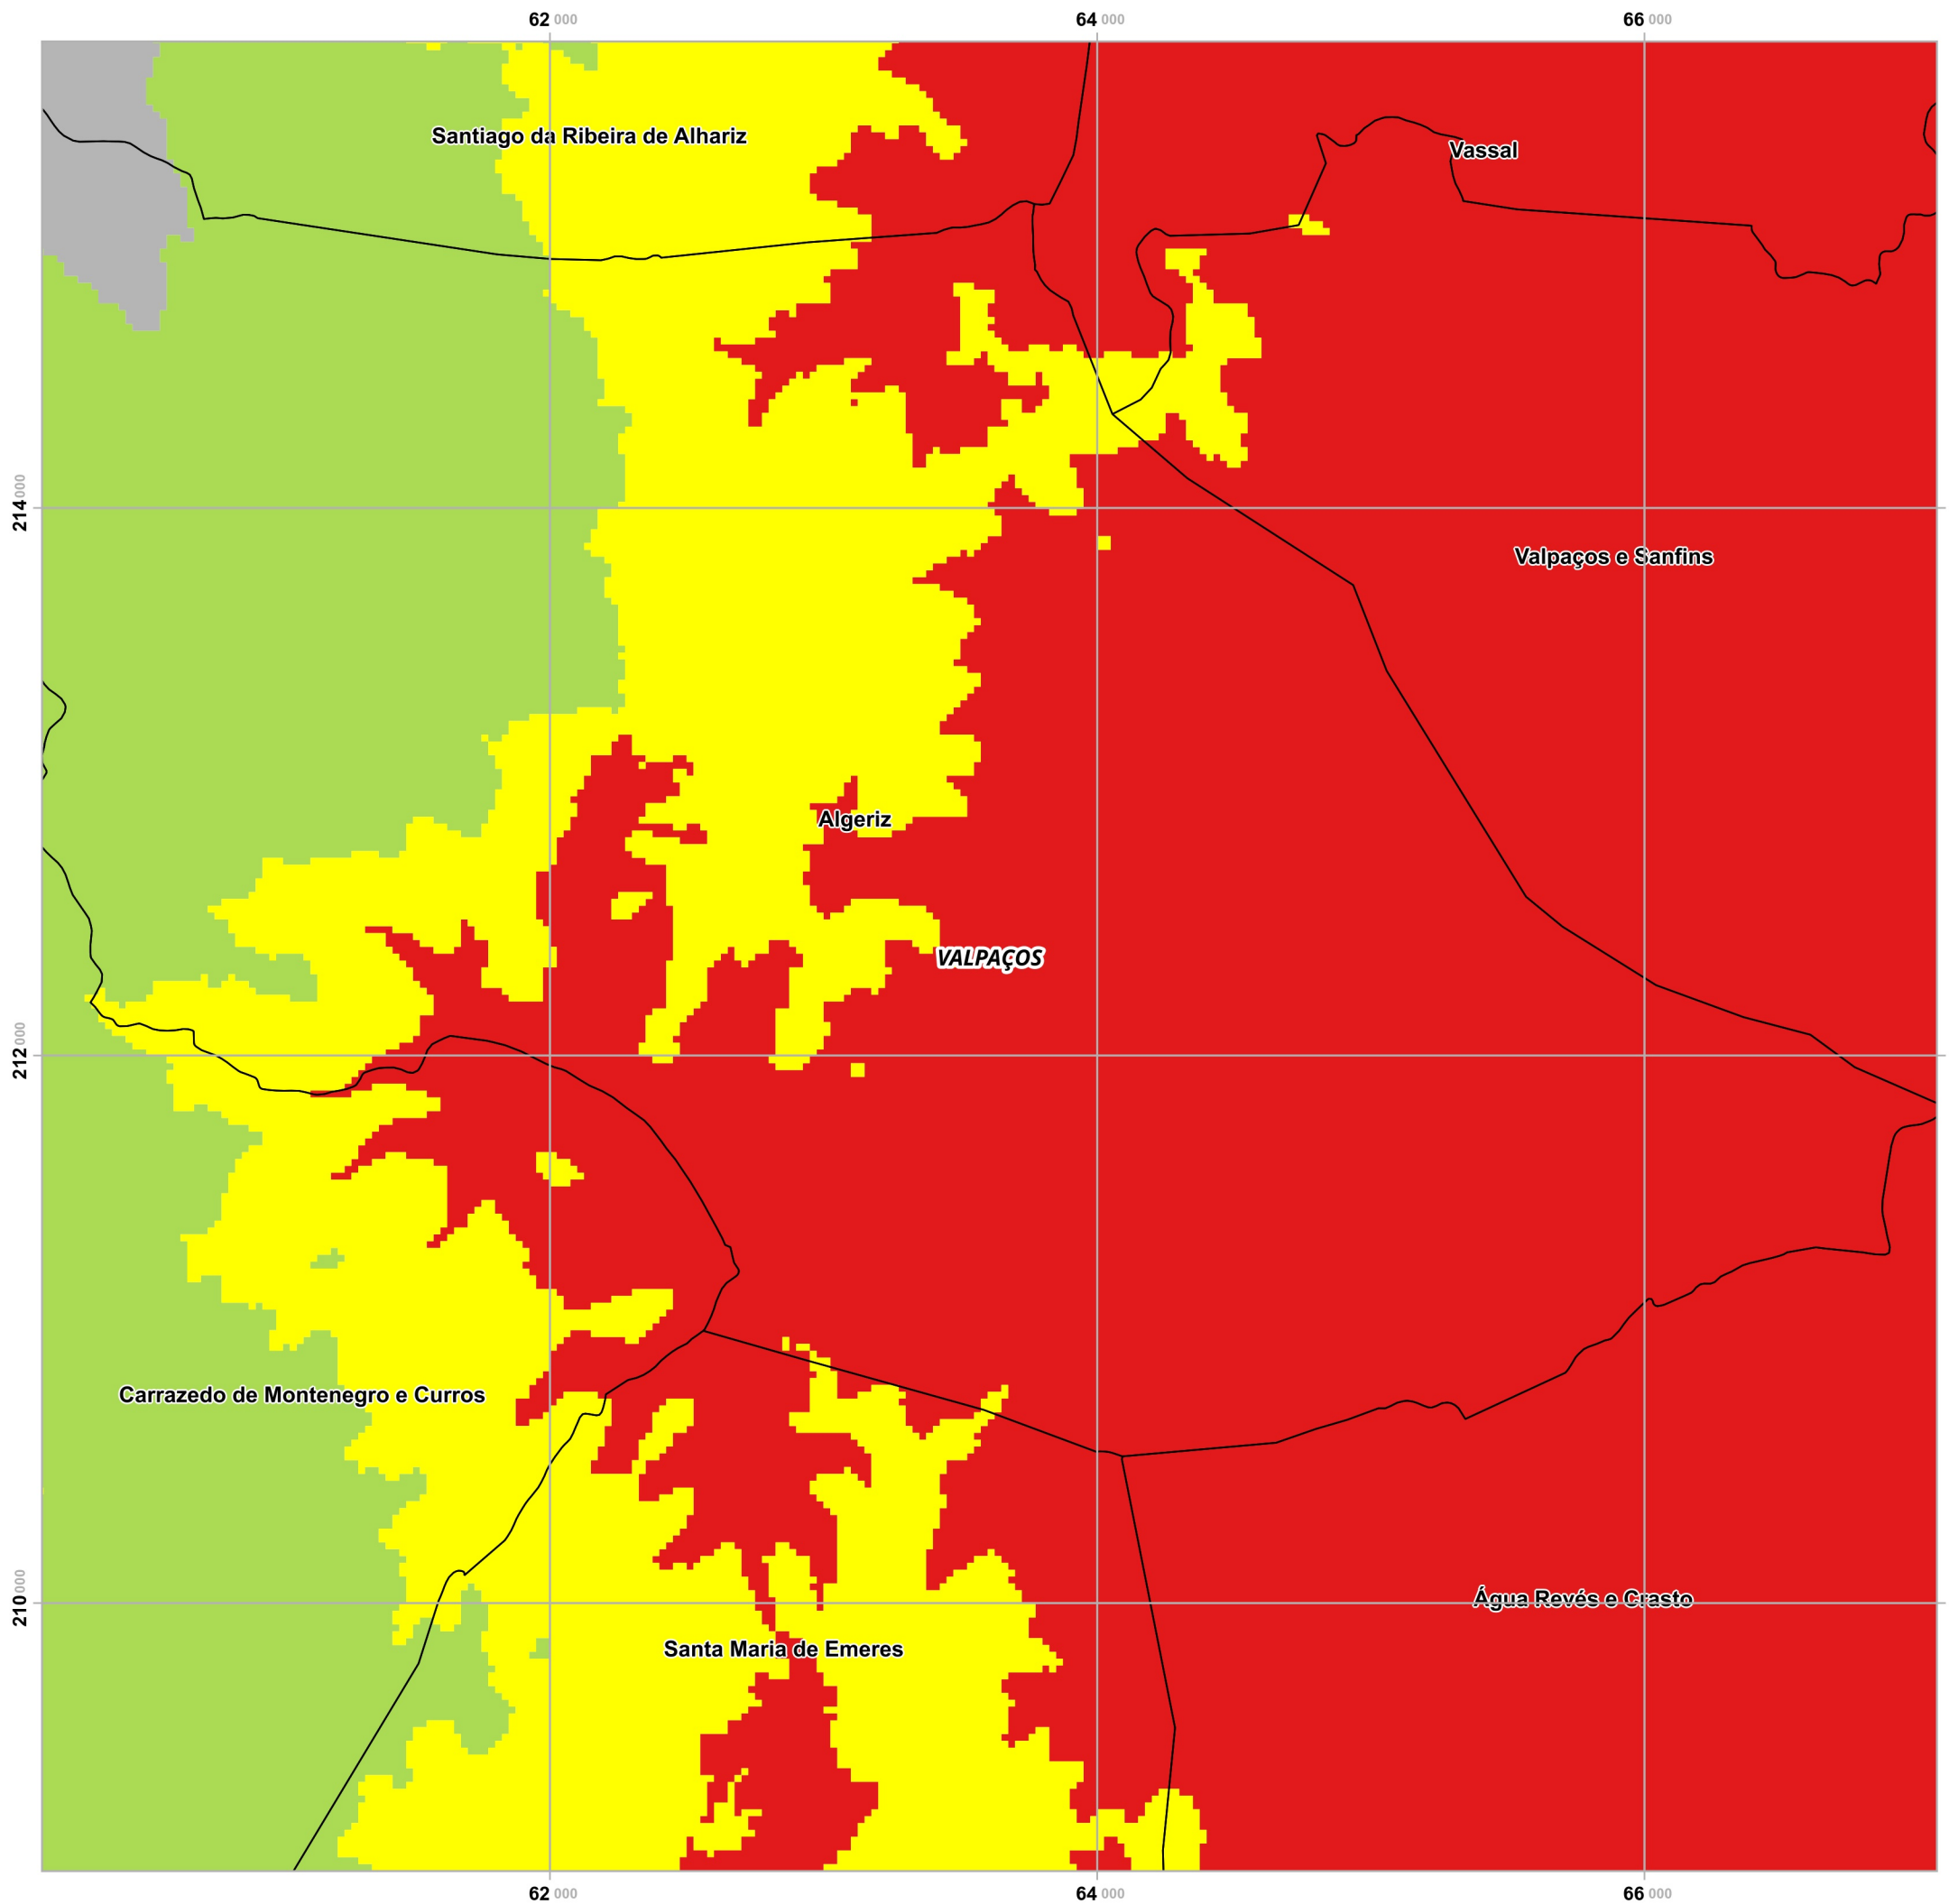 62 000 64 000 66 000
Santiago da Ribeira de Alhariz
Vassal
214 000
Valpaços e Sanfins
Algeriz
VALPAÇOS
212 000
Carrazedo de Montenegro e Curros
210 000
Água Revés e Crasto
Santa Maria de Emeres
62 000 64 000 66 000